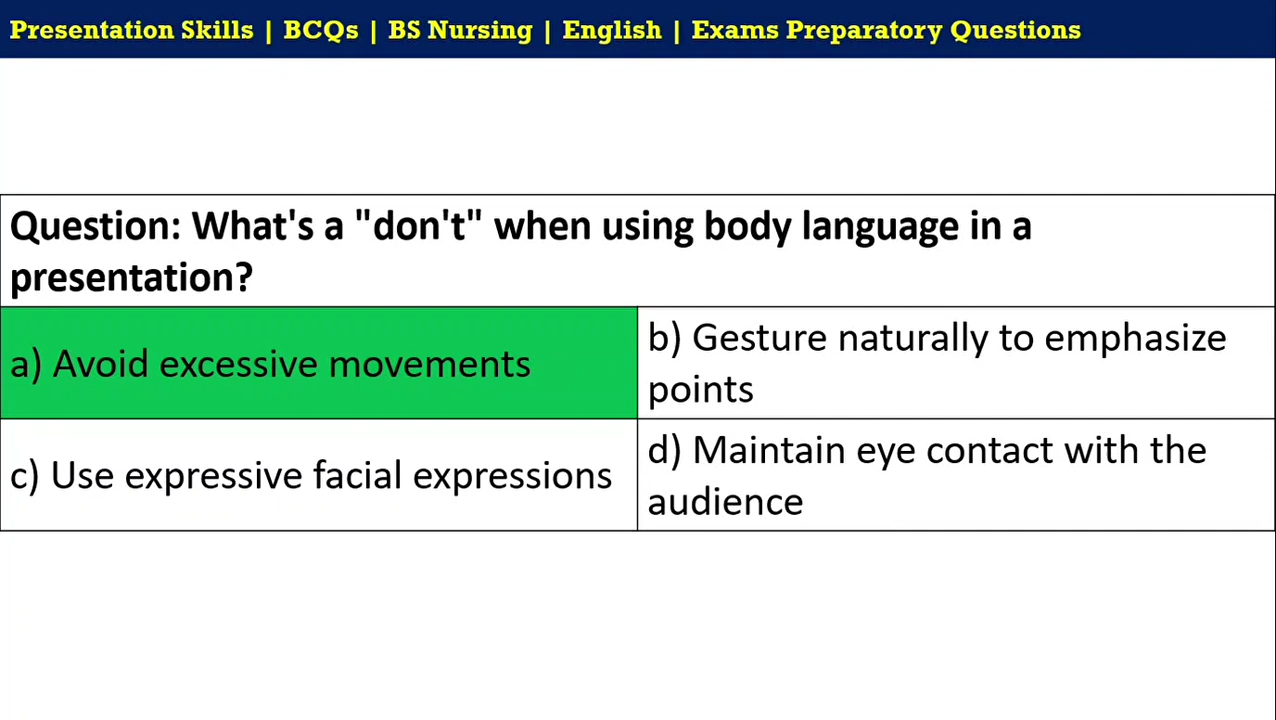 Presentation Skills | BCQs | BS Nursing | English | Exams Preparatory Questions
Question: What's a "don't" when using body language in a
presentation?
a) Avoid excessive movements
b) Gesture naturally to emphasize
points
c) Use expressive facial expressions
d) Maintain eye contact with the
audience